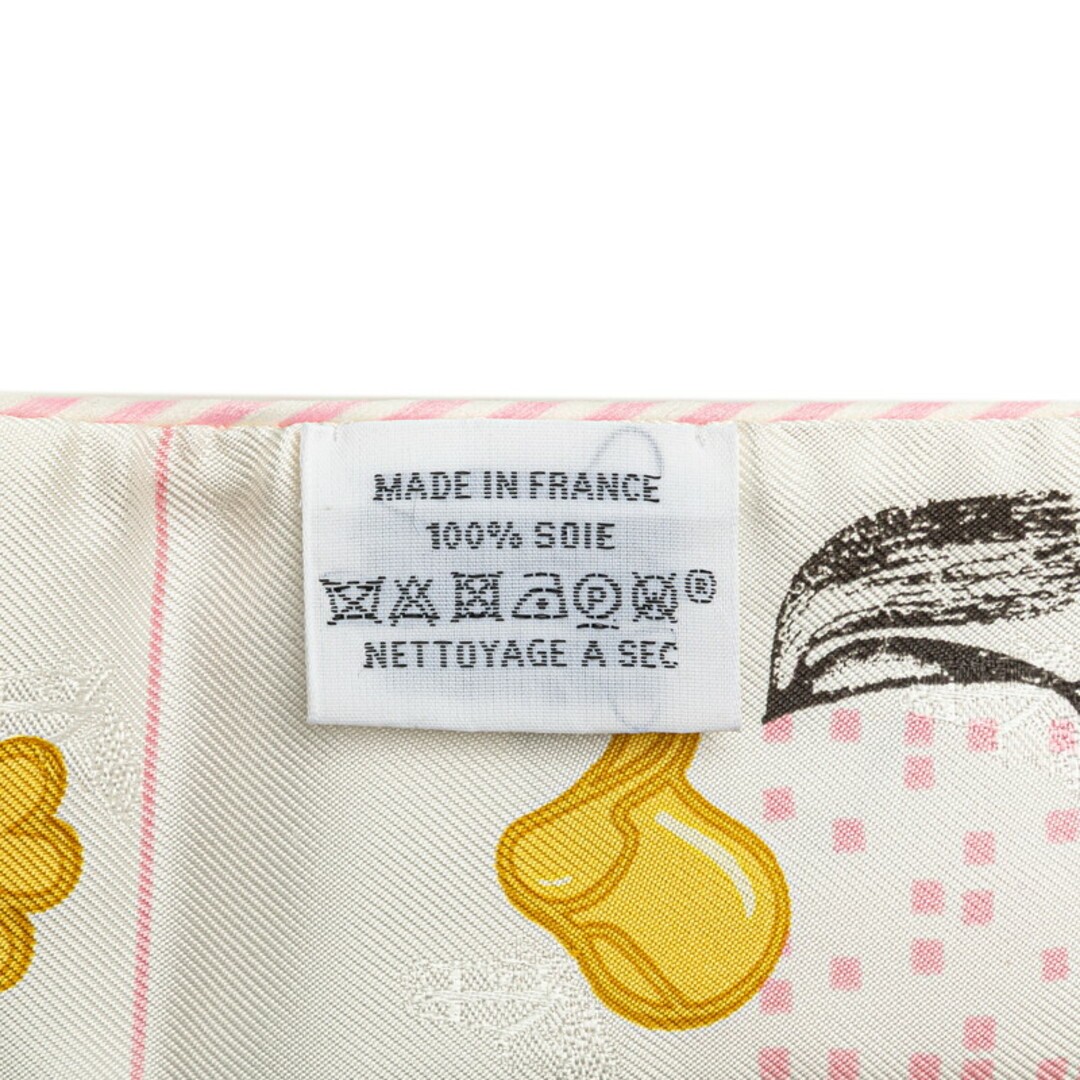 MADE IN FRANCE
100% SOIE
P ®
NETTOYAGE A SEC